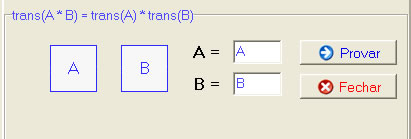 trans(A * B) = trans(A) * trans(B)
A B A = A Provar
B = B Fechar